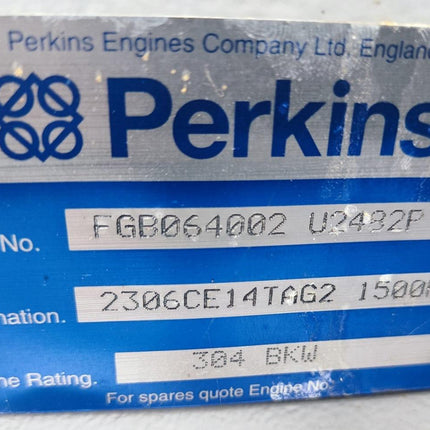 Perkins Engines Company Ltd. England
Perkins
No. FGB064002 U2482P
nation. 2306CE14TAG2 1500
ne Rating. 304 BKW
For spares quote Engine No